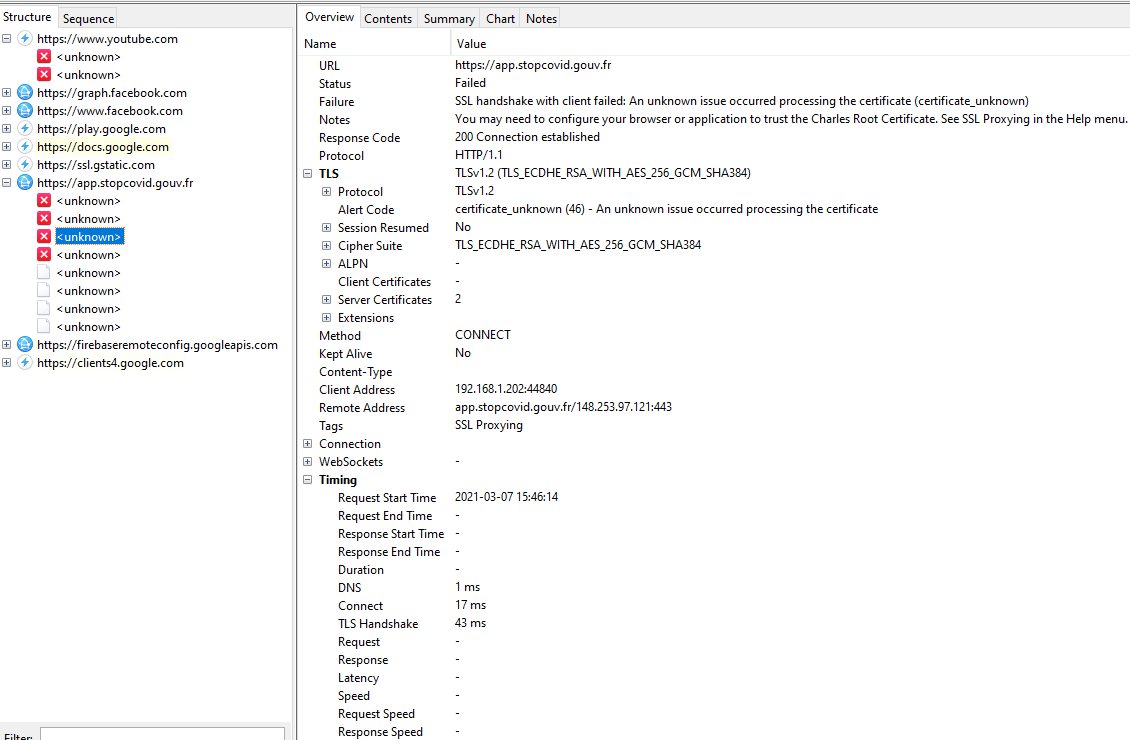 Structure Sequence
https://www.youtube.com
<unknown>
<unknown>
https://graph.facebook.com
https://www.facebook.com
https://play.google.com
https://docs.google.com
https://ssl.gstatic.com
https://app.stopcovid.gouv.fr
<unknown>
<unknown>
<unknown>
<unknown>
<unknown>
<unknown>
<unknown>
<unknown>
https://firebaseremoteconfig.googleapis.com
https://clients4.google.com
Filter:
Overview Contents Summary Chart Notes
Name Value
URL https://app.stopcovid.gouv.fr
Status Failed
Failure SSL handshake with client failed: An unknown issue occurred processing the certificate (certificate_unknown)
Notes You may need to configure your browser or application to trust the Charles Root Certificate. See SSL Proxying in the Help menu.
Response Code 200 Connection established
Protocol HTTP/1.1
TLS TLSv1.2 (TLS_ECDHE_RSA_WITH_AES_256_GCM_SHA384)
Protocol TLSv1.2
Alert Code certificate_unknown (46) - An unknown issue occurred processing the certificate
Session Resumed No
Cipher Suite TLS_ECDHE_RSA_WITH_AES_256_GCM_SHA384
ALPN -
Client Certificates -
Server Certificates 2
Extensions
Method CONNECT
Kept Alive No
Content-Type
Client Address 192.168.1.202:44840
Remote Address app.stopcovid.gouv.fr/148.253.97.121:443
Tags SSL Proxying
Connection
WebSockets -
Timing
Request Start Time 2021-03-07 15:46:14
Request End Time -
Response Start Time -
Response End Time -
Duration -
DNS 1 ms
Connect 17 ms
TLS Handshake 43 ms
Request -
Response -
Latency -
Speed -
Request Speed -
Response Speed -